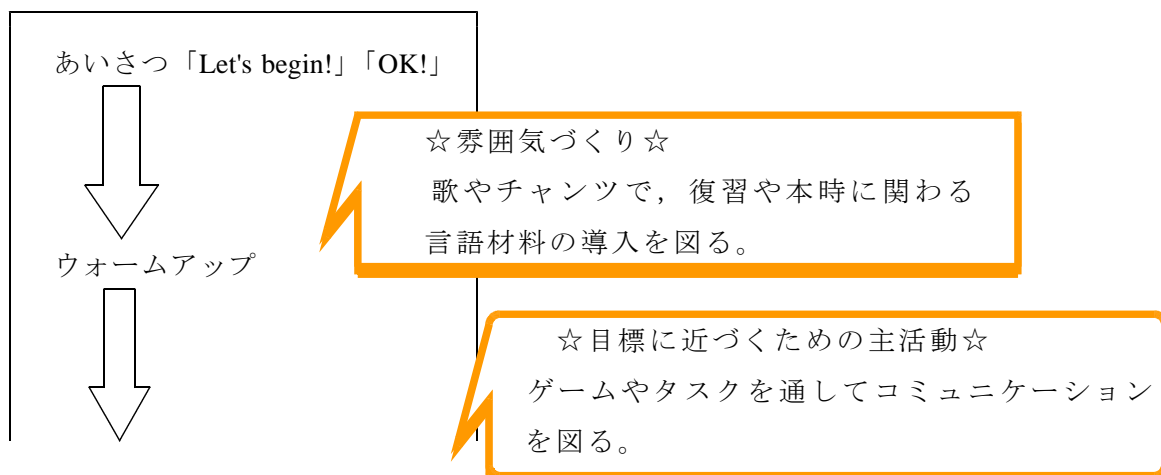 あいさつ「Let's begin!」「OK!」
☆雰囲気づくり☆
歌やチャンツで，復習や本時に関わる
言語材料の導入を図る。
ウォームアップ
☆目標に近づくための主活動☆
ゲームやタスクを通してコミュニケーション
を図る。